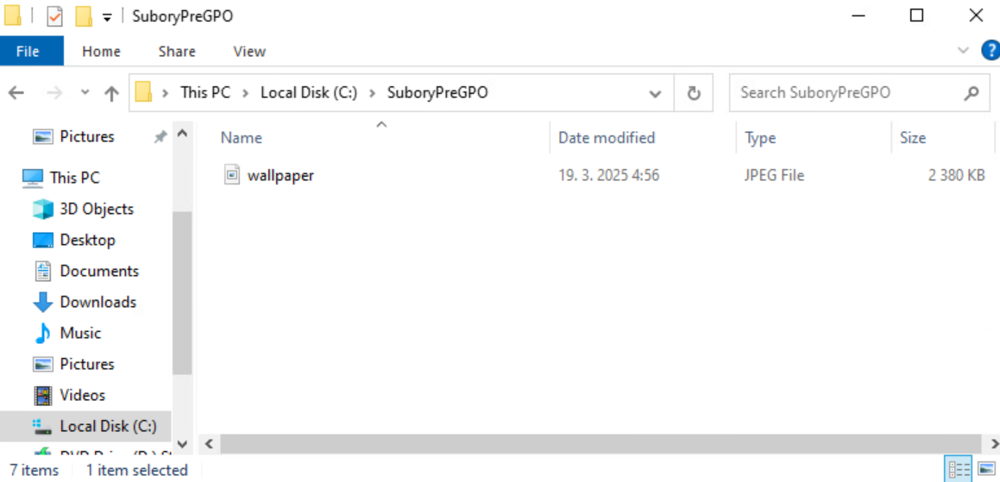 SuboryPreGPO
File Home Share View
This PC Local Disk (C:) SuboryPreGPO
Search SuboryPreGPO
Pictures
This PC
3D Objects
Desktop
Documents
Downloads
Music
Pictures
Videos
Local Disk (C:)
Name Date modified Type Size
wallpaper 19. 3. 2025 4:56 JPEG File 2 380 KB
7 items 1 item selected